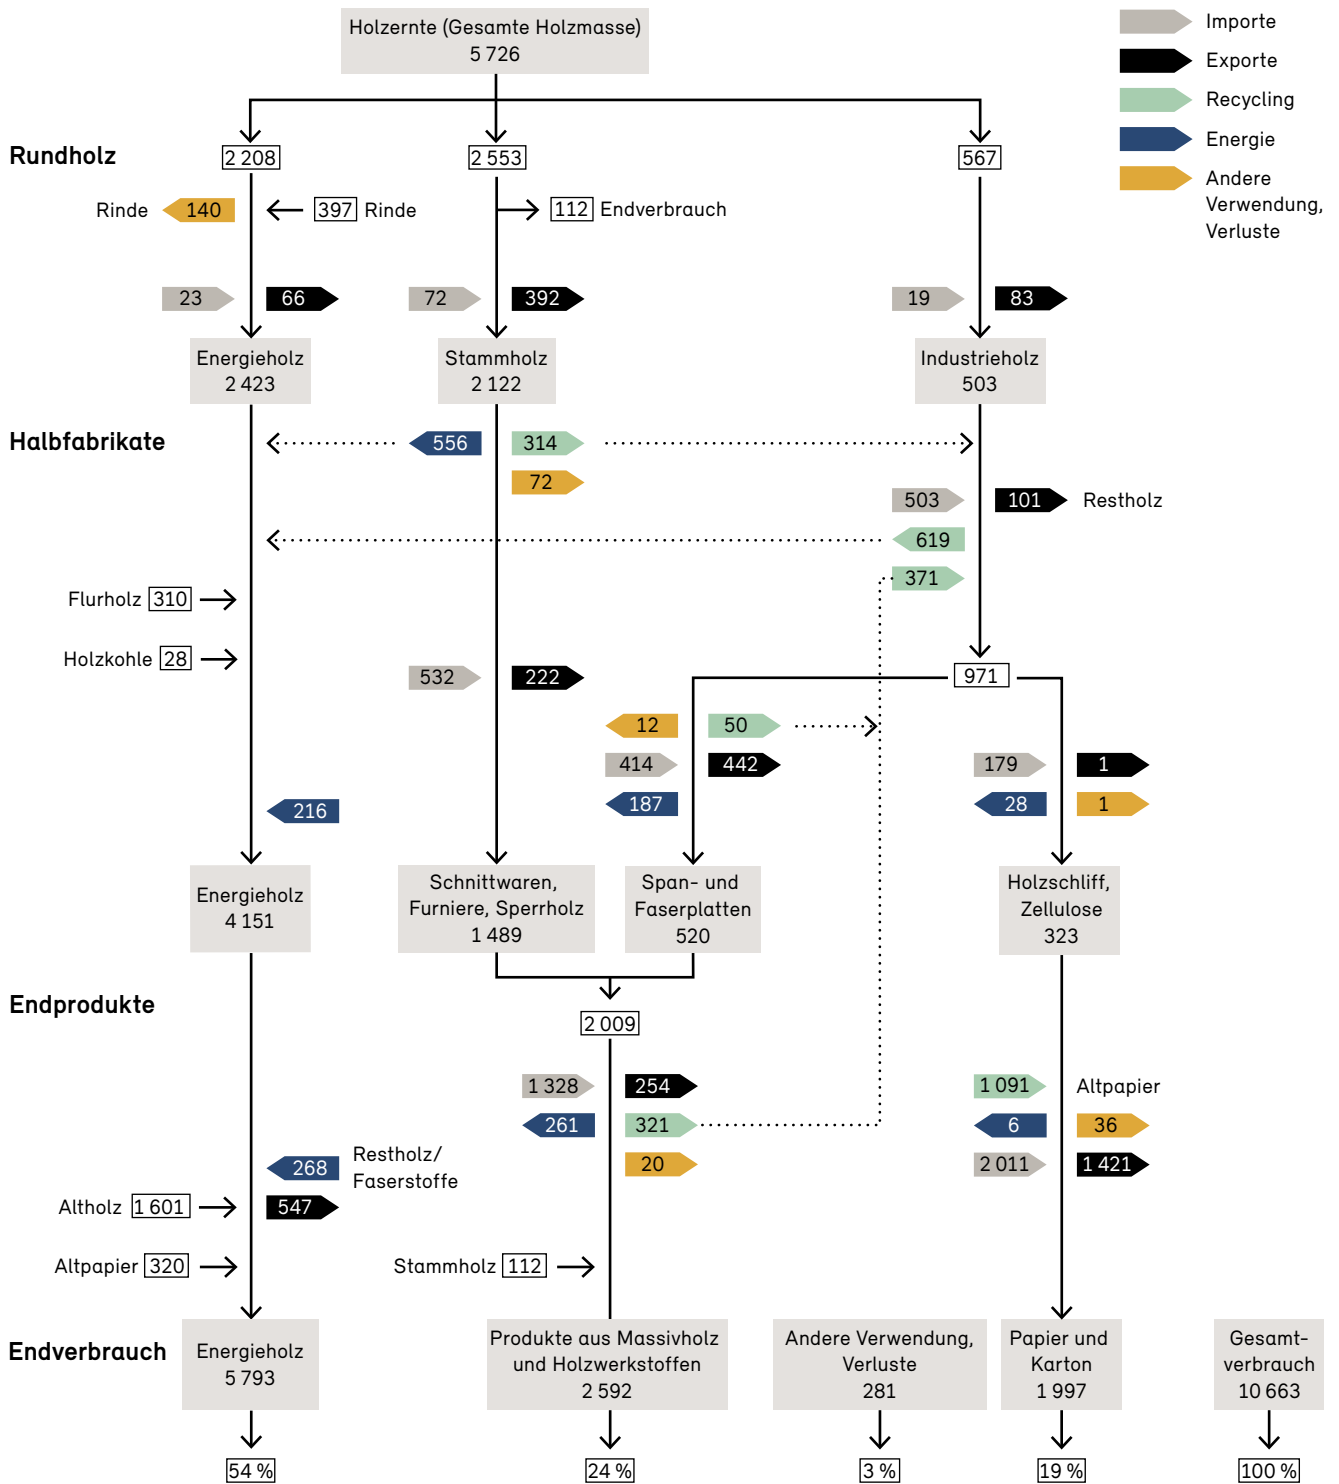 Holzernte (Gesamte Holzmasse)
5 726
Importe
Exporte
Recycling
Energie
Andere
Verwendung,
Verluste
Rundholz
2 208
2 553
567
Rinde
140
397
Rinde
112
Endverbrauch
23
66
72
392
19
83
Energieholz
2 423
Stammholz
2 122
Industrieholz
503
Halbfabrikate
556
314
72
503
101
Restholz
619
371
Flurholz
310
Holzkohle
28
532
222
971
12
50
414
442
187
179
1
28
1
216
Energieholz
4 151
Schnittwaren,
Furniere, Sperrholz
1 489
Span- und
Faserplatten
520
Holzschliff,
Zellulose
323
Endprodukte
2 009
1 328
254
261
321
20
1 091
Altpapier
6
36
2 011
1 421
268
Restholz/
Faserstoffe
Altholz
1 601
547
Altpapier
320
Stammholz
112
Endverbrauch
Energieholz
5 793
Produkte aus Massivholz
und Holzwerkstoffen
2 592
Andere Verwendung,
Verluste
281
Papier und
Karton
1 997
Gesamt-
verbrauch
10 663
54 %
24 %
3 %
19 %
100 %